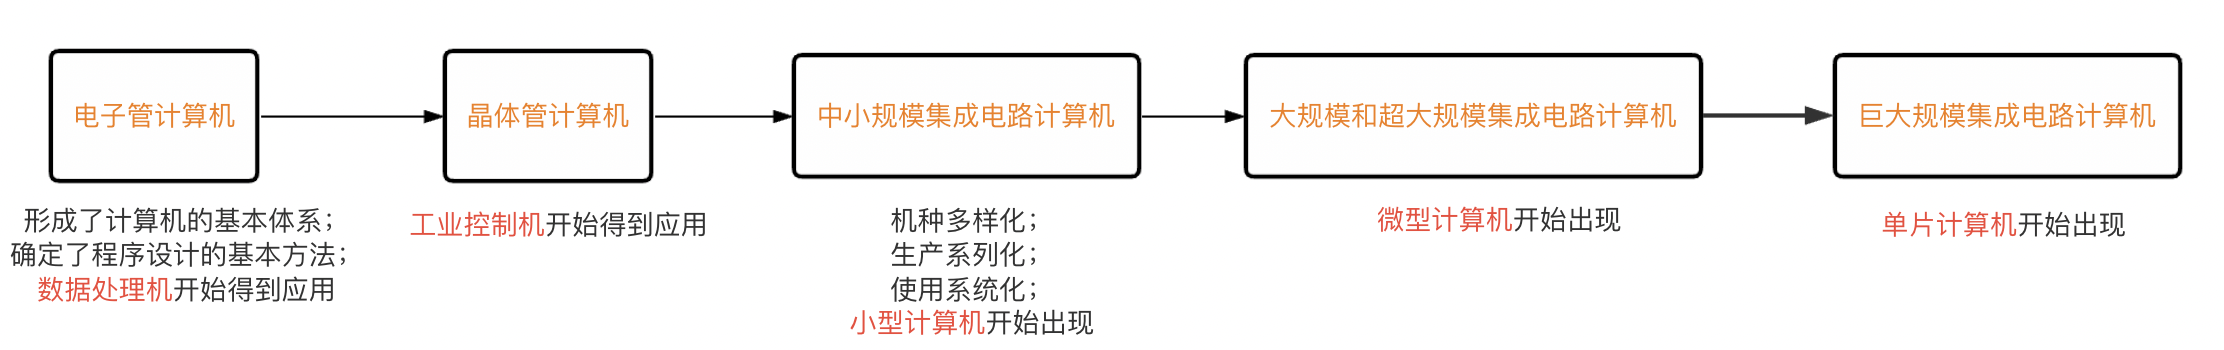 电子管计算机
形成了计算机的基本体系；
确定了程序设计的基本方法；
数据处理机开始得到应用
晶体管计算机
工业控制机开始得到应用
中小规模集成电路计算机
机种多样化；
生产系列化；
使用系统化；
小型计算机开始出现
大规模和超大规模集成电路计算机
微型计算机开始出现
巨大规模集成电路计算机
单片计算机开始出现